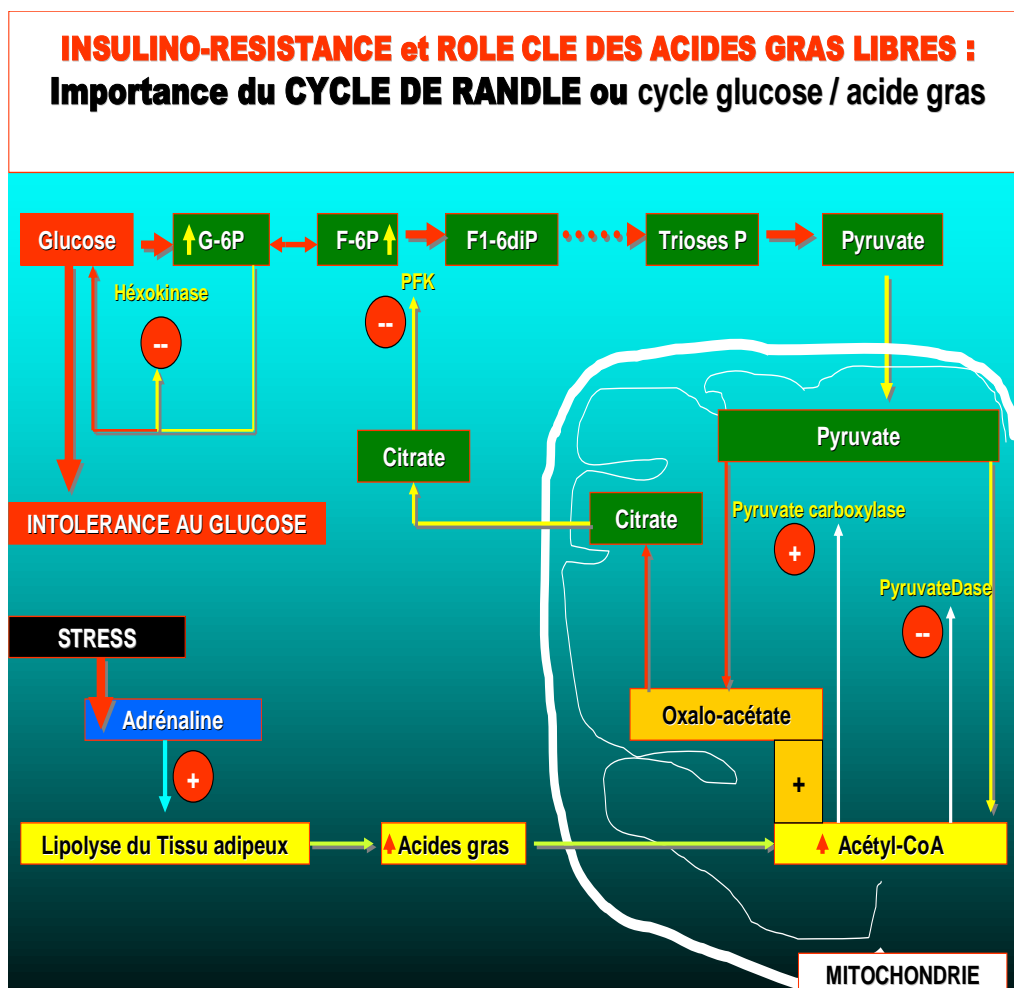 INSULINO-RESISTANCE et ROLE CLE DES ACIDES GRAS LIBRES :
Importance du CYCLE DE RANDLE ou cycle glucose / acide gras
Glucose
G-6P
F-6P
F1-6diP
Trioses P
Pyruvate
Héxokinase
--
PFK
--
Pyruvate
Citrate
Citrate
Pyruvate carboxylase
+
INTOLERANCE AU GLUCOSE
PyruvateDase
--
STRESS
Adrénaline
Oxalo-acétate
+
+
Lipolyse du Tissu adipeux
Acides gras
Acétyl-CoA
MITOCHONDRIE